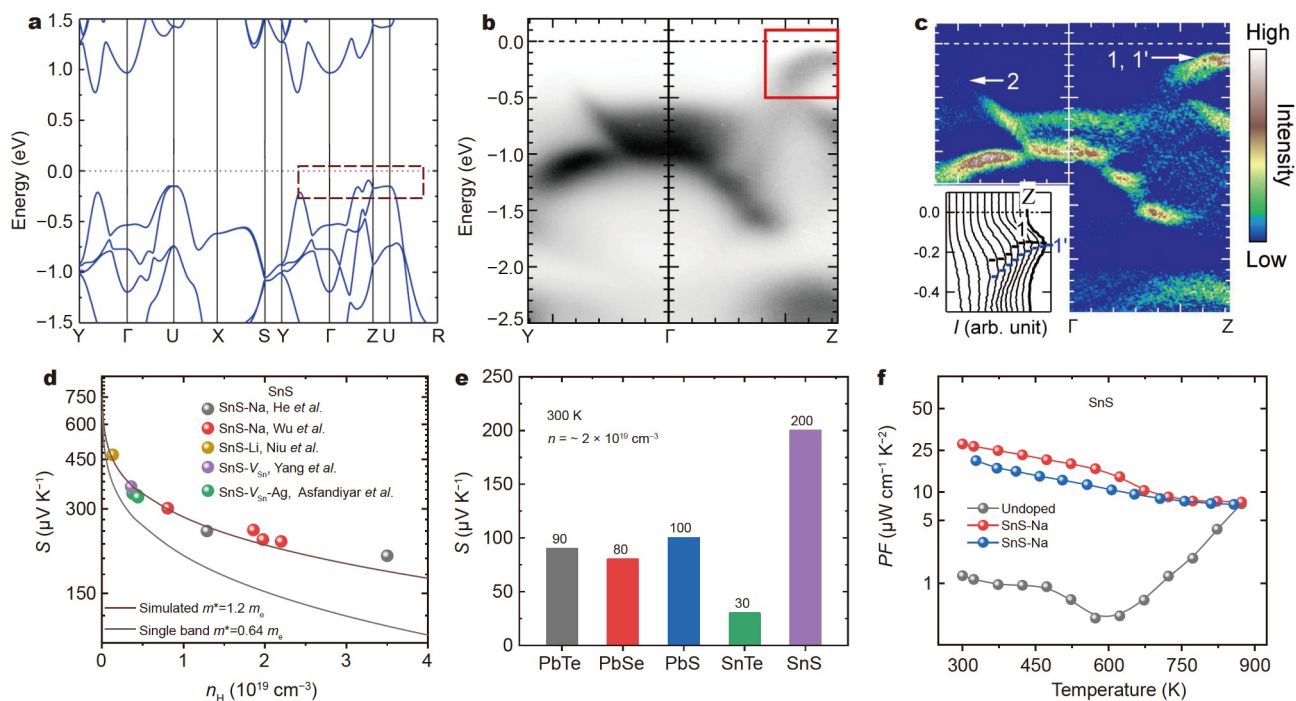 a
Energy (eV)
1.5
1.0
0.5
0.0
−0.5
−1.0
1.5
Y Γ U X S Y Γ Z U R
b
Energy (eV)
0.0
−0.5
−1.0
−1.5
−2.0
−2.5
Y Γ Z
c
1, 1'
2
Z
1
1'
0.0
-0.2
-0.4
I (arb. unit)
Γ Z
High
Intensity
Low
d
SnS
SnS-Na, He et al.
SnS-Na, Wu et al.
SnS-Li, Niu et al.
SnS-VSn, Yang et al.
SnS-VSn-Ag, Asfandiyar et al.
Simulated m*=1.2 me
Single band m*=0.64 me
S (μV K⁻¹)
750
450
300
150
0 1 2 3 4
nH (10¹⁹ cm⁻³)
e
300 K
n = ~ 2 × 10¹⁹ cm⁻³
S (μV K⁻¹)
250
200
150
100
50
0
90
80
100
30
200
PbTe PbSe PbS SnTe SnS
f
SnS
Undoped
SnS-Na
SnS-Na
PF (μW cm⁻¹ K⁻²)
50
25
10
5
1
300 450 600 750 900
Temperature (K)